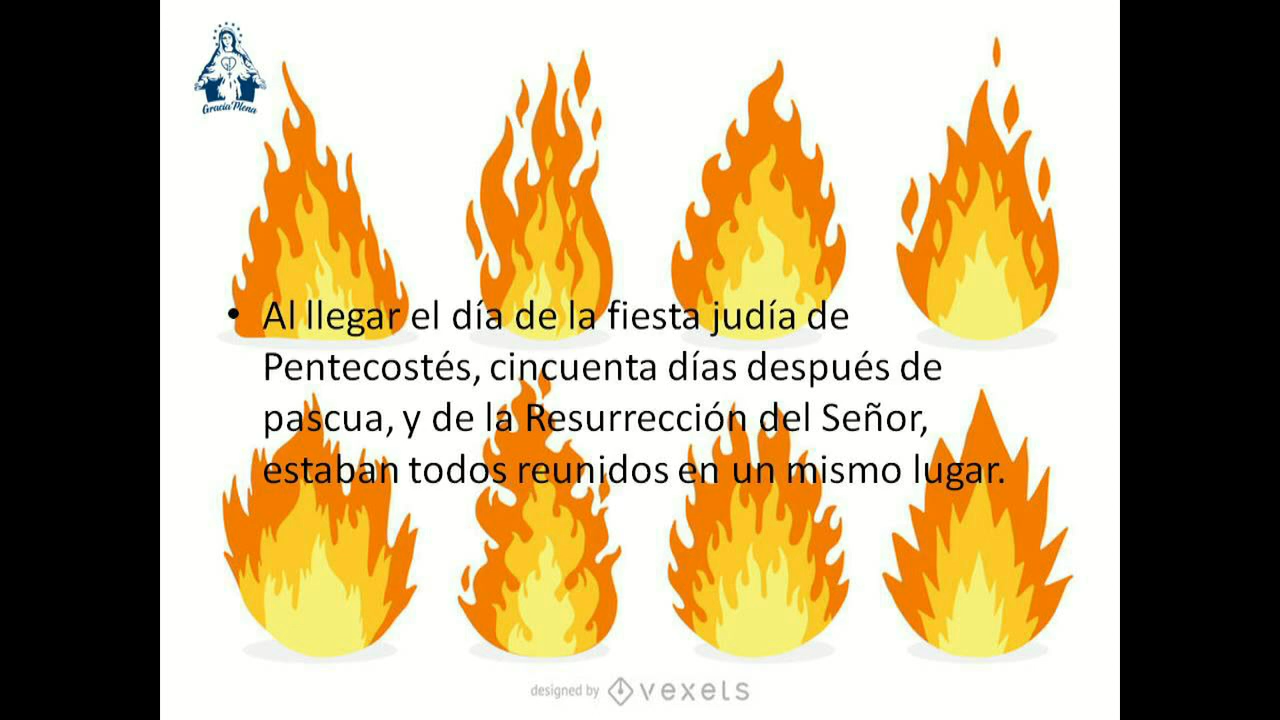 Gracia Plena
• Al llegar el día de la fiesta judía de
Pentecostés, cincuenta días después de
pascua, y de la Resurrección del Señor,
estaban todos reunidos en un mismo lugar.
designed by vexels